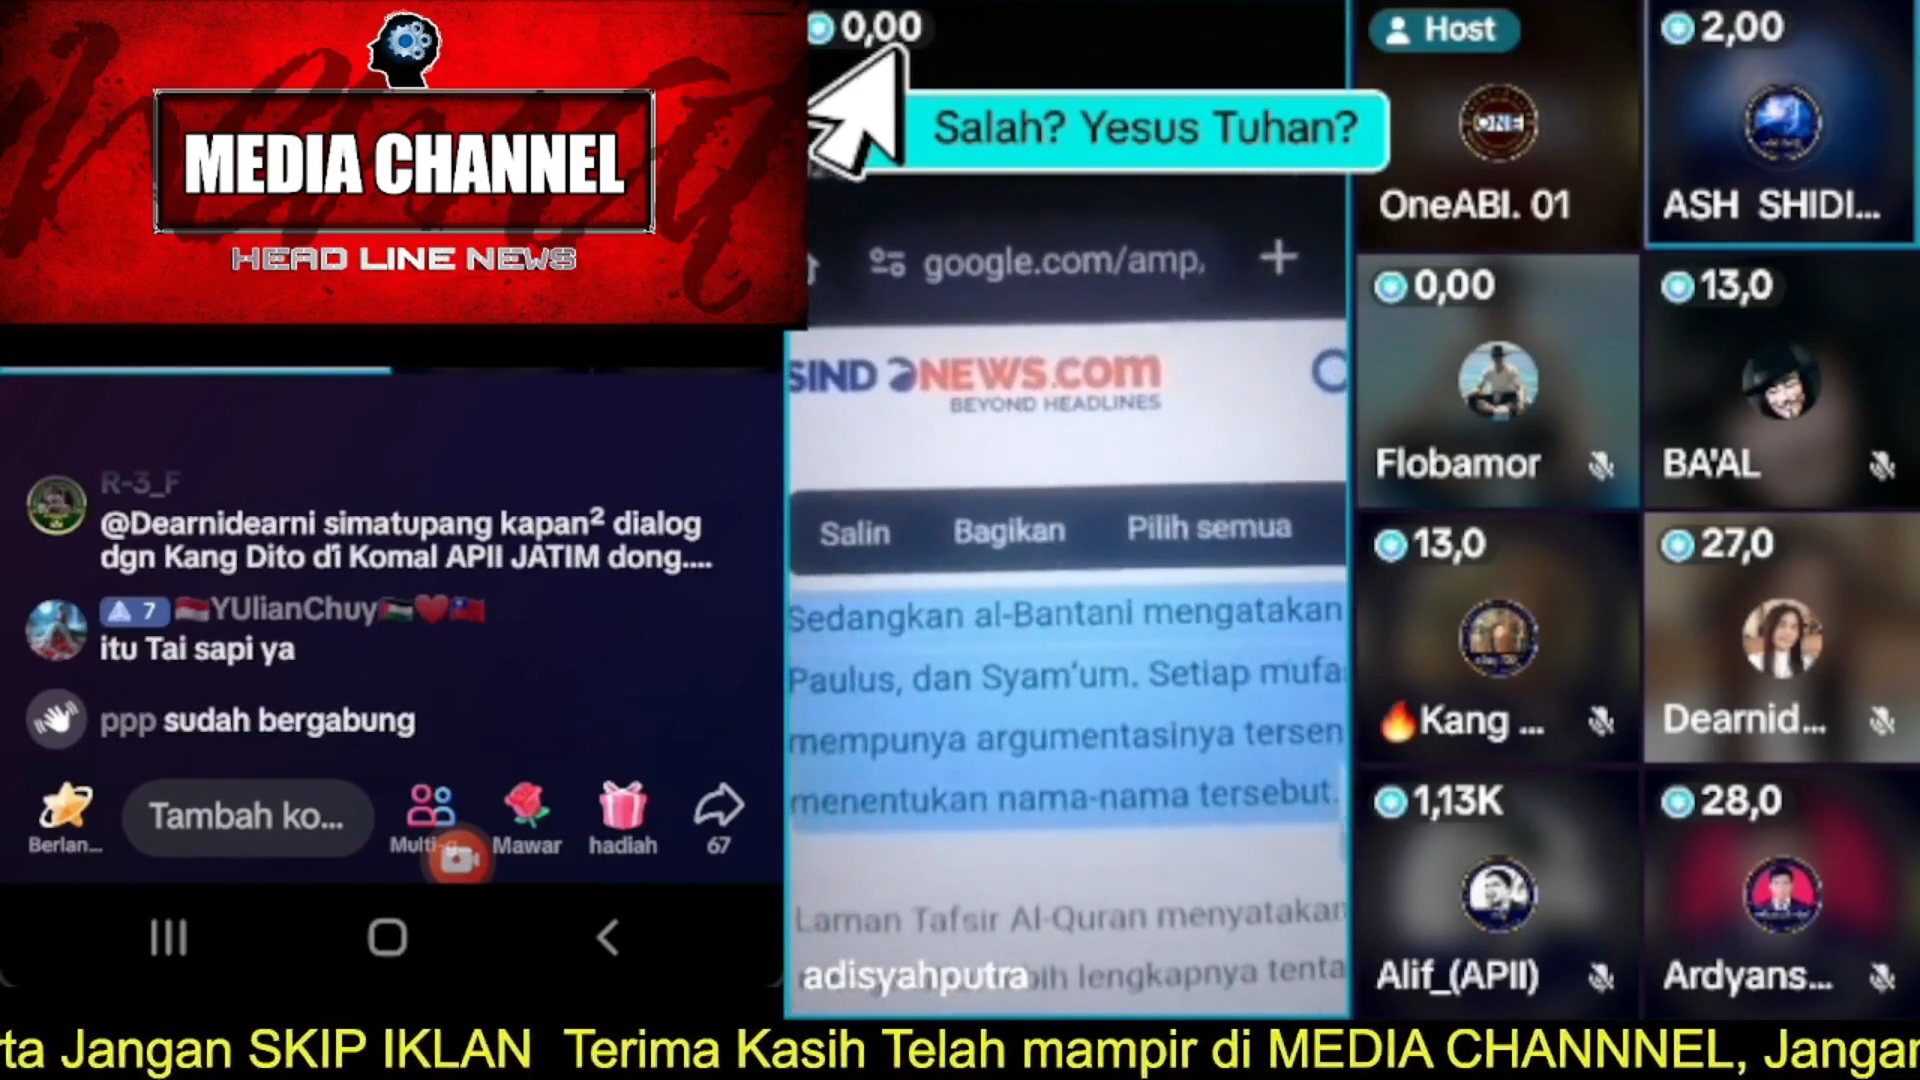 MEDIA CHANNEL
HEAD LINE NEWS
R-3_F
@Dearnidearni simatupang kapan² dialog
dgn Kang Dito di Komal APII JATIM dong....
7 YUlianChuy
itu Tai sapi ya
ppp sudah bergabung
Berlan...
Tambah ko...
Mawar
hadiah
67
0,00
Salah? Yesus Tuhan?
google.com/amp,
SINDONEWS.com
BEYOND HEADLINES
Salin Bagikan Pilih semua
Sedangkan al-Bantani mengatakan
Paulus, dan Syam'um. Setiap mufa
mempunya argumentasinya tersen
menentukan nama-nama tersebut.
Laman Tafsir Al-Quran menyatakan
adisyahputra
bih lengkapnya tenta
Host
ONE
OneABI. 01
2,00
ASH SHIDI...
0,00
Flobamor
13,0
BA'AL
13,0
Kang ...
27,0
Dearnid...
1,13K
Alif_(APII)
28,0
Ardyans...
rta Jangan SKIP IKLAN Terima Kasih Telah mampir di MEDIA CHANNNEL, Jangan